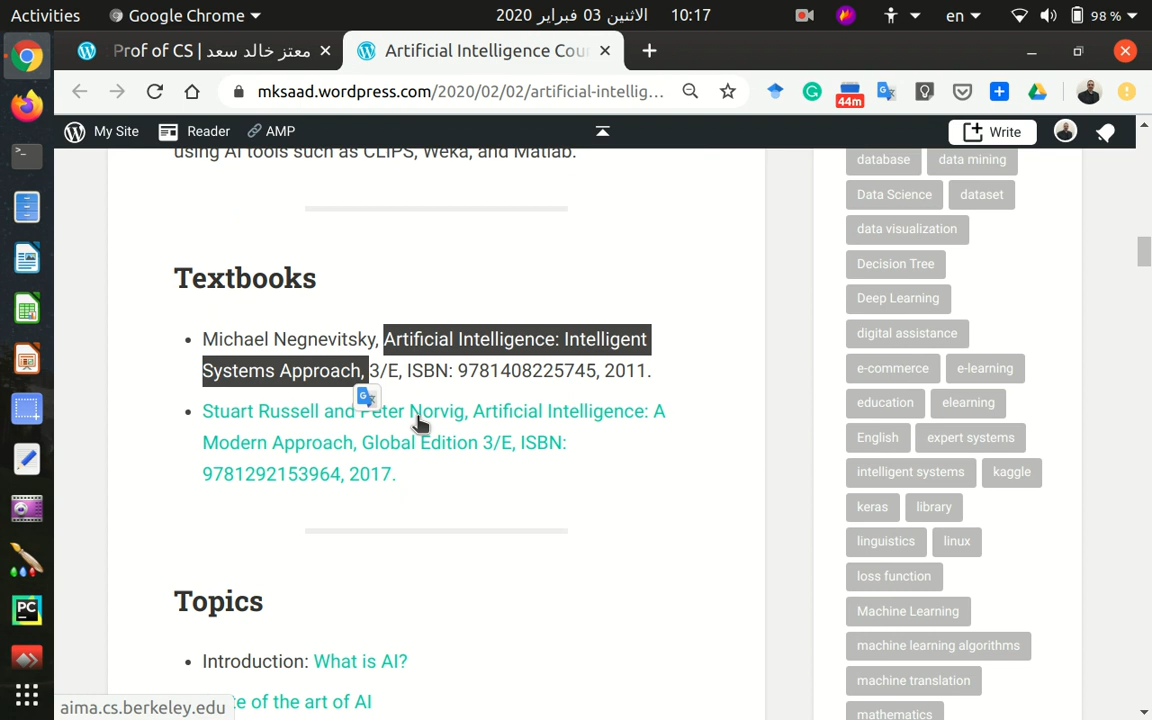 Activities
Google Chrome
الاثنين 03 فبراير 2020
10:17
en
98 %
معتز خالد سعد | Prof of CS
Artificial Intelligence Cou
mksaad.wordpress.com/2020/02/02/artificial-intellig...
44m
My Site
Reader
AMP
Write
using AI tools such as CLIPS, Weka, and Matlab.
Textbooks
Michael Negnevitsky, Artificial Intelligence: Intelligent
Systems Approach, 3/E, ISBN: 9781408225745, 2011.
Stuart Russell and Peter Norvig, Artificial Intelligence: A
Modern Approach, Global Edition 3/E, ISBN:
9781292153964, 2017.
Topics
Introduction: What is AI?
te of the art of AI
aima.cs.berkeley.edu
database
data mining
Data Science
dataset
data visualization
Decision Tree
Deep Learning
digital assistance
e-commerce
e-learning
education
elearning
English
expert systems
intelligent systems
kaggle
keras
library
linguistics
linux
loss function
Machine Learning
machine learning algorithms
machine translation
mathematics
PC